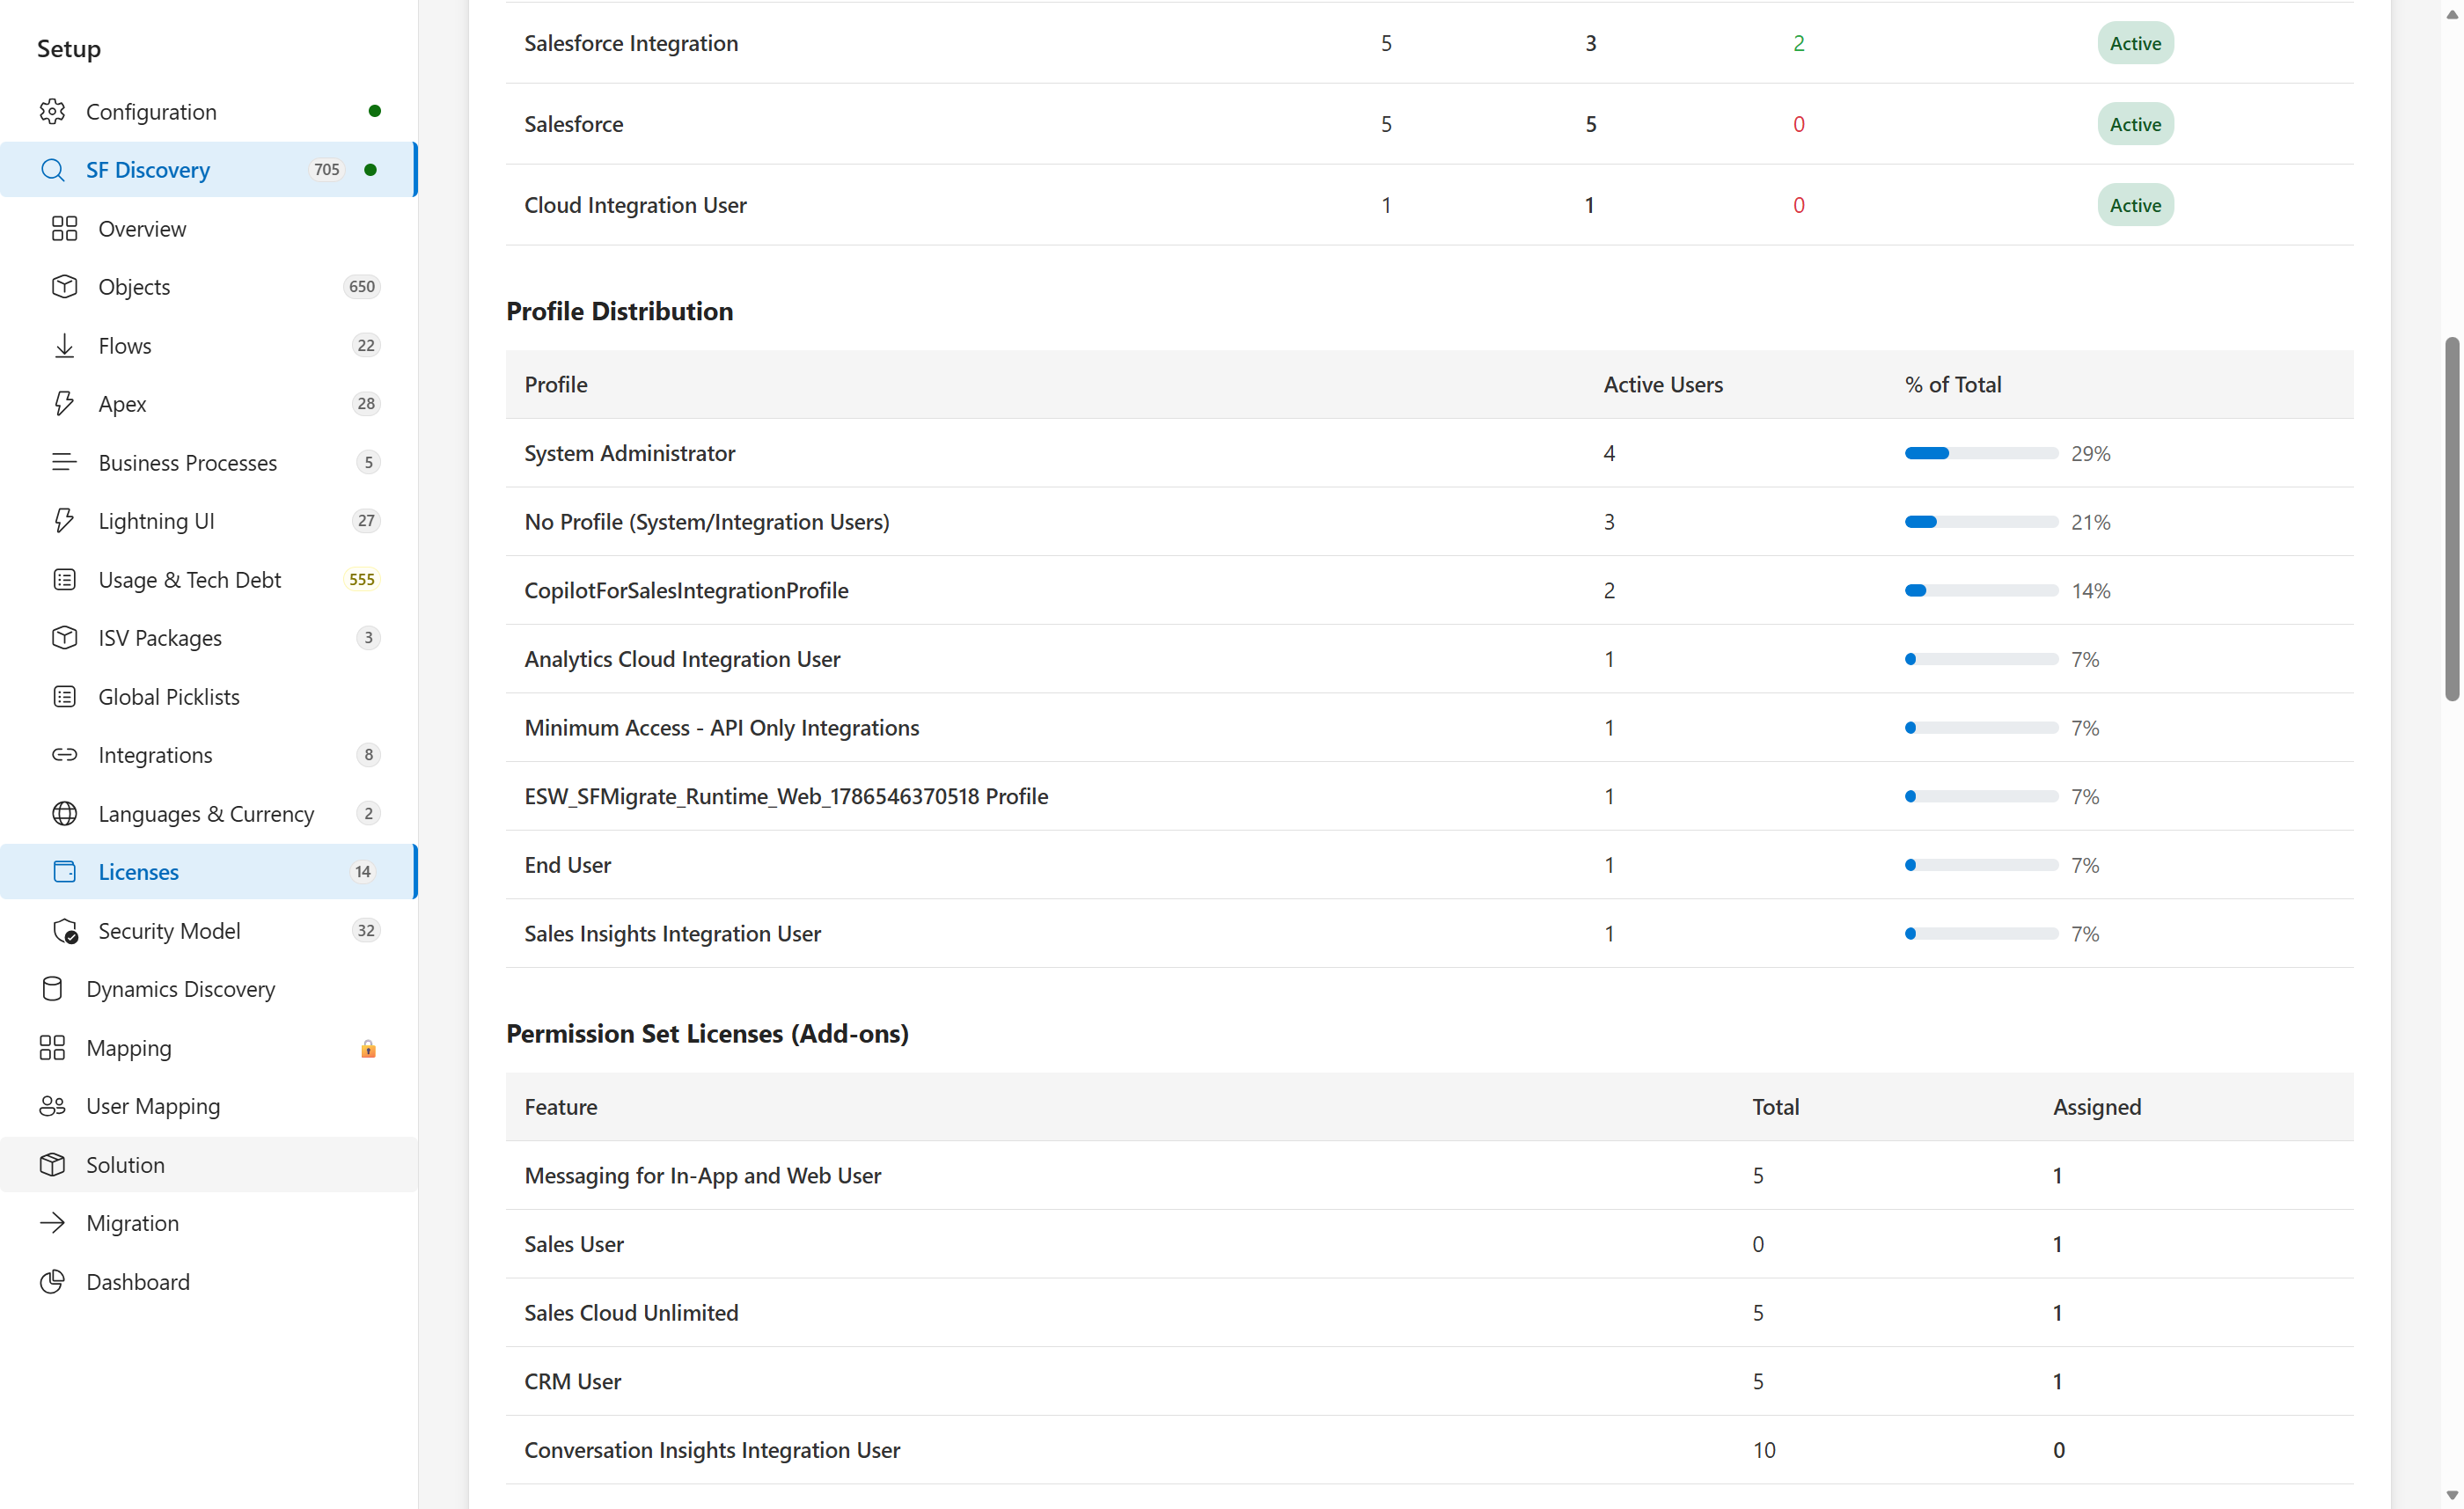 Setup
Configuration
SF Discovery 705
Overview
Objects 650
Flows 22
Apex 28
Business Processes 5
Lightning UI 27
Usage & Tech Debt 555
ISV Packages 3
Global Picklists
Integrations 8
Languages & Currency 2
Licenses 14
Security Model 32
Dynamics Discovery
Mapping
User Mapping
Solution
Migration
Dashboard
Salesforce Integration 5 3 2 Active
Salesforce 5 5 0 Active
Cloud Integration User 1 1 0 Active
Profile Distribution
Profile Active Users % of Total
System Administrator 4 29%
No Profile (System/Integration Users) 3 21%
CopilotForSalesIntegrationProfile 2 14%
Analytics Cloud Integration User 1 7%
Minimum Access - API Only Integrations 1 7%
ESW_SFMigrate_Runtime_Web_1786546370518 Profile 1 7%
End User 1 7%
Sales Insights Integration User 1 7%
Permission Set Licenses (Add-ons)
Feature Total Assigned
Messaging for In-App and Web User 5 1
Sales User 0 1
Sales Cloud Unlimited 5 1
CRM User 5 1
Conversation Insights Integration User 10 0